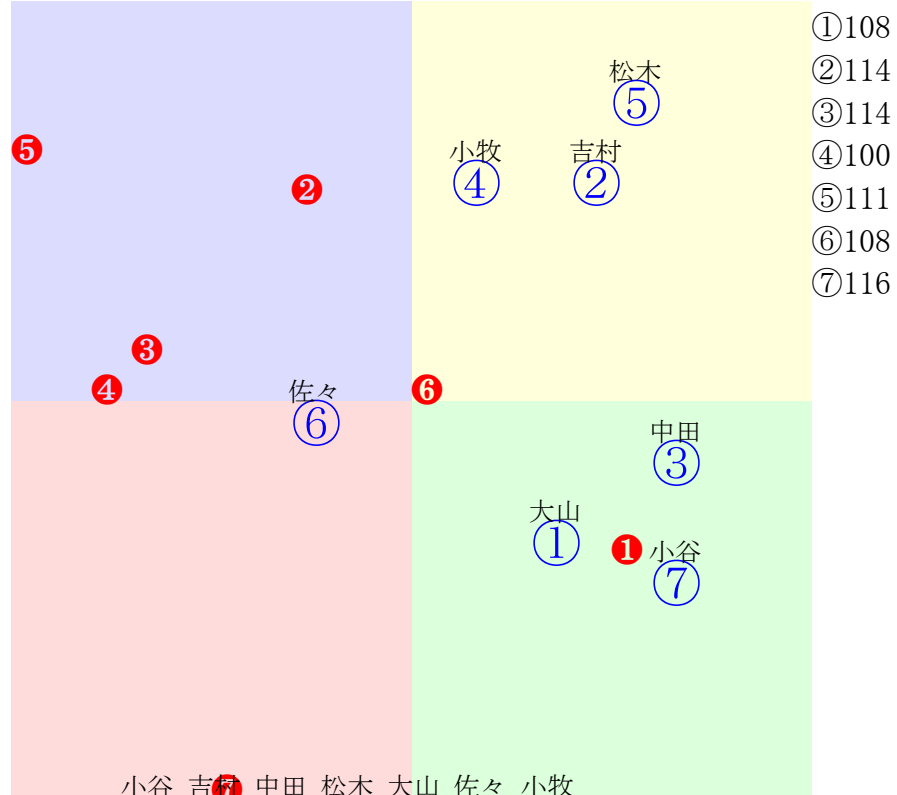 ①108
松木
②114
⑤
③114
❺
小牧 吉村
④100
❷
④ ②
⑤111
⑥108
⑦116
❸
❹
佐々
❻
⑥
中田
③
大山
①
❶
小谷
⑦
小谷 吉村 中田 松木 大山 佐々 小牧